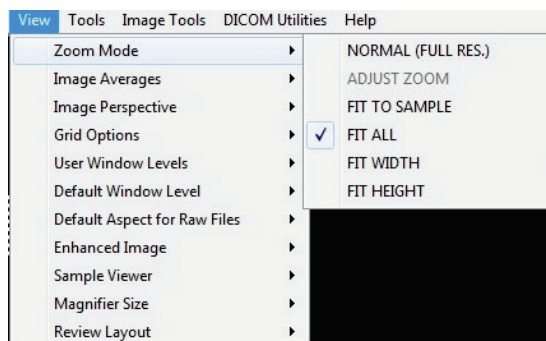 View Tools Image Tools DICOM Utilities Help
Zoom Mode
Image Averages
Image Perspective
Grid Options
User Window Levels
Default Window Level
Default Aspect for Raw Files
Enhanced Image
Sample Viewer
Magnifier Size
Review Layout
NORMAL (FULL RES.)
ADJUST ZOOM
FIT TO SAMPLE
FIT ALL
FIT WIDTH
FIT HEIGHT